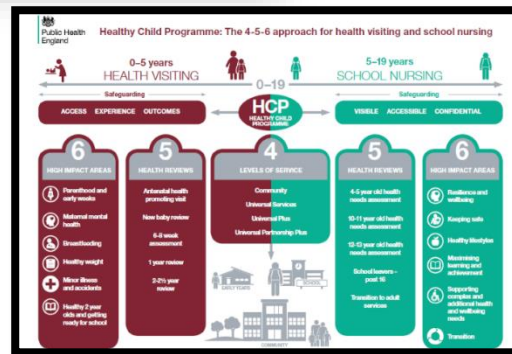 Public Health
England
Healthy Child Programme: The 4-5-6 approach for health visiting and school nursing
0–5 years
HEALTH VISITING
5–19 years
SCHOOL NURSING
0–19
Safeguarding
Safeguarding
ACCESS EXPERIENCE OUTCOMES
HCP
HEALTHY CHILD
PROGRAMME
VISIBLE ACCESSIBLE CONFIDENTIAL
6
HIGH IMPACT AREAS
Parenthood and
early weeks
Maternal mental
health
Breastfeeding
Healthy weight
Minor illness
and accidents
Healthy 2 year
olds and getting
ready for school
5
HEALTH REVIEWS
Antenatal health
promoting visit
New baby review
6-8 week
assessment
1 year review
2-2½ year
review
4
LEVELS OF SERVICE
Community
Universal Services
Universal Plus
Universal Partnership Plus
EARLY YEARS
SCHOOL
COMMUNITY
5
HEALTH REVIEWS
4-5 year old health
needs assessment
10-11 year old health
needs assessment
12-13 year old health
needs assessment
School leavers –
post 16
Transition to adult
services
6
HIGH IMPACT AREAS
Resilience and
wellbeing
Keeping safe
Healthy lifestyles
Maximising
learning and
achievement
Supporting
complex and
additional health
and wellbeing
needs
Transition